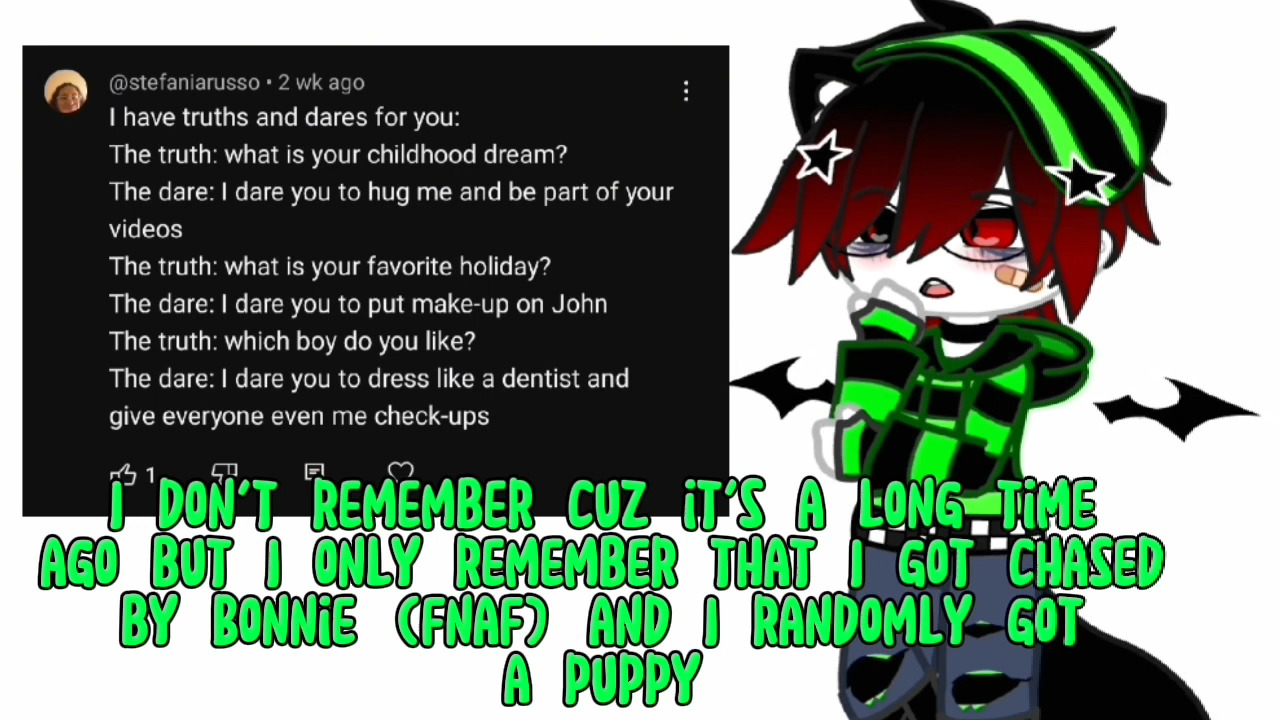 @stefaniarusso • 2 wk ago
I have truths and dares for you:
The truth: what is your childhood dream?
The dare: I dare you to hug me and be part of your
videos
The truth: what is your favorite holiday?
The dare: I dare you to put make-up on John
The truth: which boy do you like?
The dare: I dare you to dress like a dentist and
give everyone even me check-ups
1
I DON'T REMEMBER CUZ iT'S A LONG TiME
AGO BUT I ONLY REMEMBER THAT I GOT CHASED
BY BONNiE (FNAF) AND I RANDOMLY GOT
A PUPPY